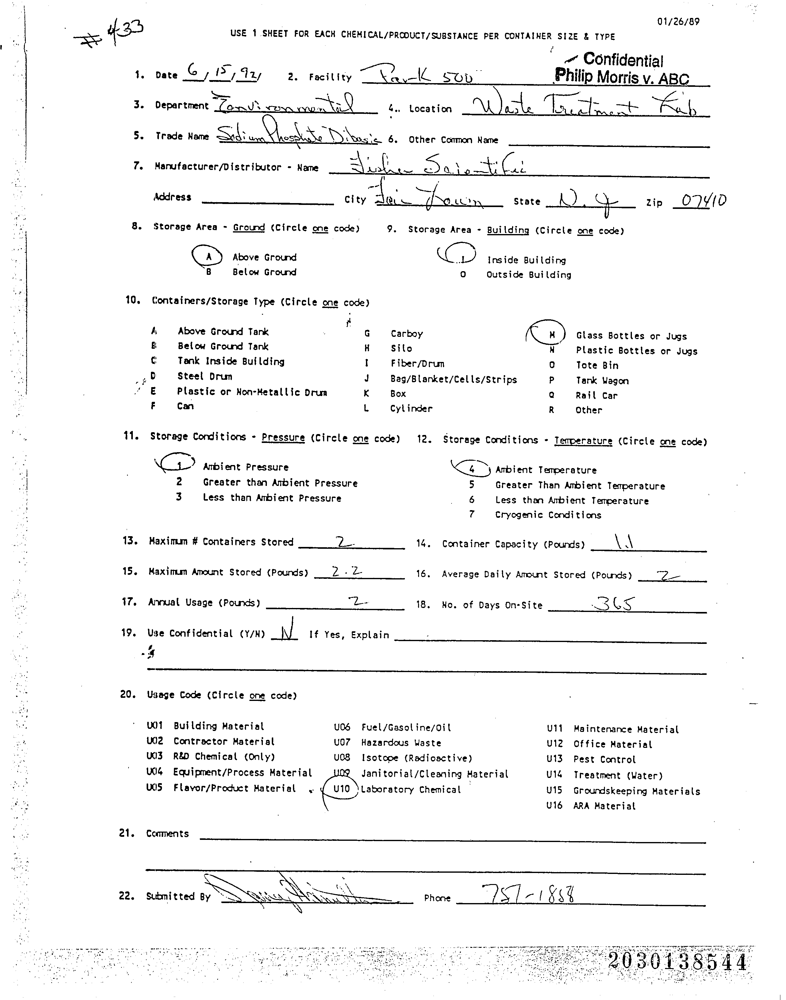 01/26/89
# 433
USE 1 SHEET FOR EACH CHEMICAL/PRODUCT/SUBSTANCE PER CONTAINER SIZE & TYPE
Confidential
Philip Morris v. ABC
1. Date 6/15/92/ 2. Facility Park 500
3. Department Environmental 4.. Location Waste Treatment Lab
5. Trade Name Sodium Phosphate Dibasic 6. Other Common Name
7. Manufacturer/Distributor - Name Fisher Scientific
Address City Fair Lawn State N.J Zip 07410
8. Storage Area - Ground (Circle one code) 9. Storage Area - Building (Circle one code)
A Above Ground I Inside Building
B Below Ground O Outside Building
10. Containers/Storage Type (Circle one code)
A Above Ground Tank G Carboy M Glass Bottles or Jugs
B Below Ground Tank H Silo N Plastic Bottles or Jugs
C Tank Inside Building I Fiber/Drum O Tote Bin
D Steel Drum J Bag/Blanket/Cells/Strips P Tank Wagon
E Plastic or Non-Metallic Drum K Box Q Rail Car
F Can L Cylinder R Other
11. Storage Conditions - Pressure (Circle one code) 12. Storage Conditions - Temperature (Circle one code)
1 Ambient Pressure 4 Ambient Temperature
2 Greater than Ambient Pressure 5 Greater Than Ambient Temperature
3 Less than Ambient Pressure 6 Less than Ambient Temperature
7 Cryogenic Conditions
13. Maximum # Containers Stored 2 14. Container Capacity (Pounds) 1.1
15. Maximum Amount Stored (Pounds) 2.2 16. Average Daily Amount Stored (Pounds) 2
17. Annual Usage (Pounds) 2 18. No. of Days On-Site 365
19. Use Confidential (Y/N) N If Yes, Explain
20. Usage Code (Circle one code)
U01 Building Material U06 Fuel/Gasoline/Oil U11 Maintenance Material
U02 Contractor Material U07 Hazardous Waste U12 Office Material
U03 R&D Chemical (Only) U08 Isotope (Radioactive) U13 Pest Control
U04 Equipment/Process Material U09 Janitorial/Cleaning Material U14 Treatment (Water)
U05 Flavor/Product Material U10 Laboratory Chemical U15 Groundskeeping Materials
U16 ARA Material
21. Comments
22. Submitted By Phone 757-1858
2030138544